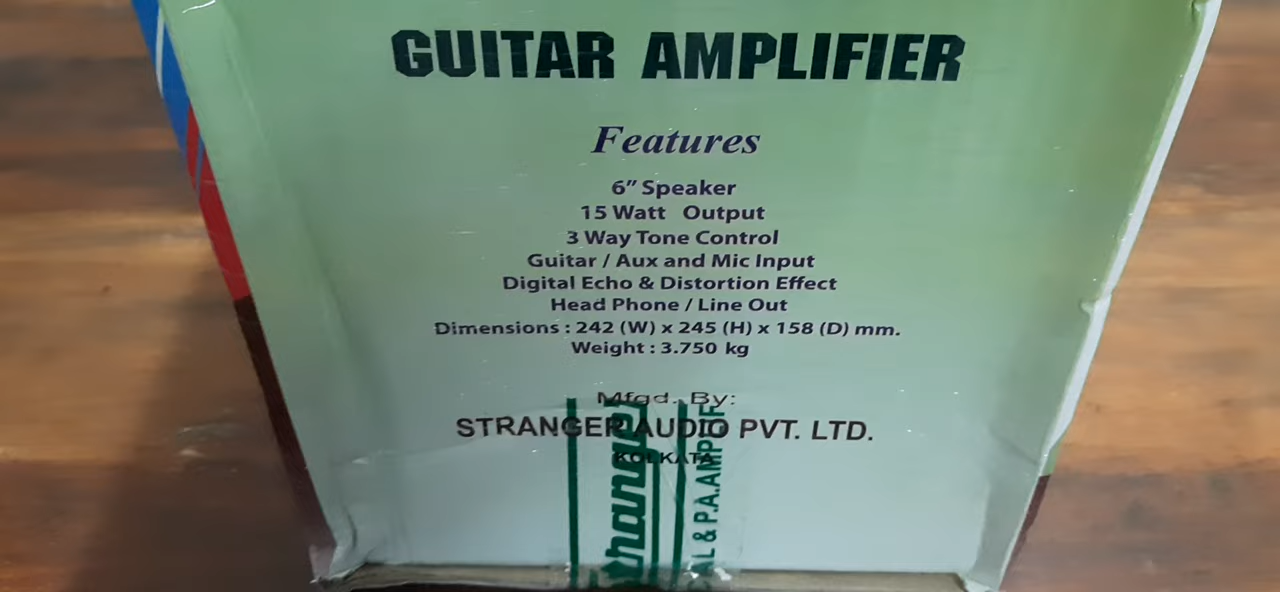 GUITAR AMPLIFIER
Features
6” Speaker
15 Watt Output
3 Way Tone Control
Guitar / Aux and Mic Input
Digital Echo & Distortion Effect
Head Phone / Line Out
Dimensions : 242 (W) x 245 (H) x 158 (D) mm.
Weight : 3.750 kg
Mfgd. By:
STRANGER AUDIO PVT. LTD.
KOLKATA
& P.A.